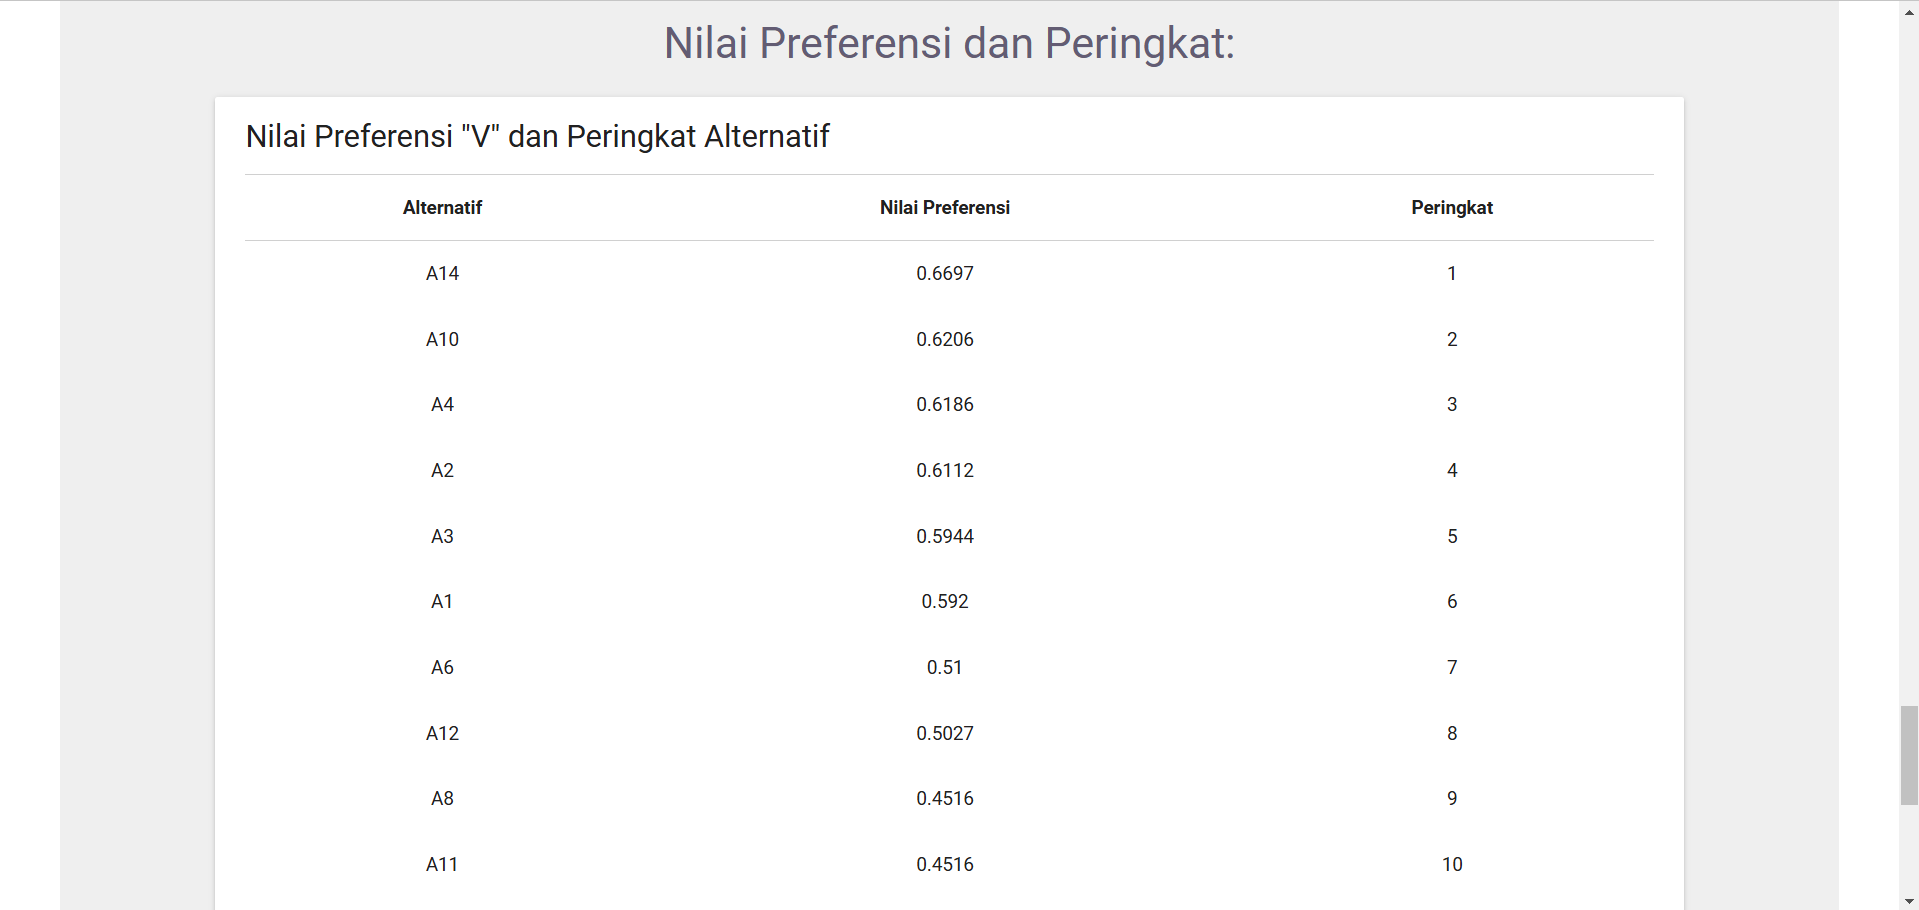 Nilai Preferensi dan Peringkat:
Nilai Preferensi "V" dan Peringkat Alternatif
Alternatif Nilai Preferensi Peringkat
A14 0.6697 1
A10 0.6206 2
A4 0.6186 3
A2 0.6112 4
A3 0.5944 5
A1 0.592 6
A6 0.51 7
A12 0.5027 8
A8 0.4516 9
A11 0.4516 10